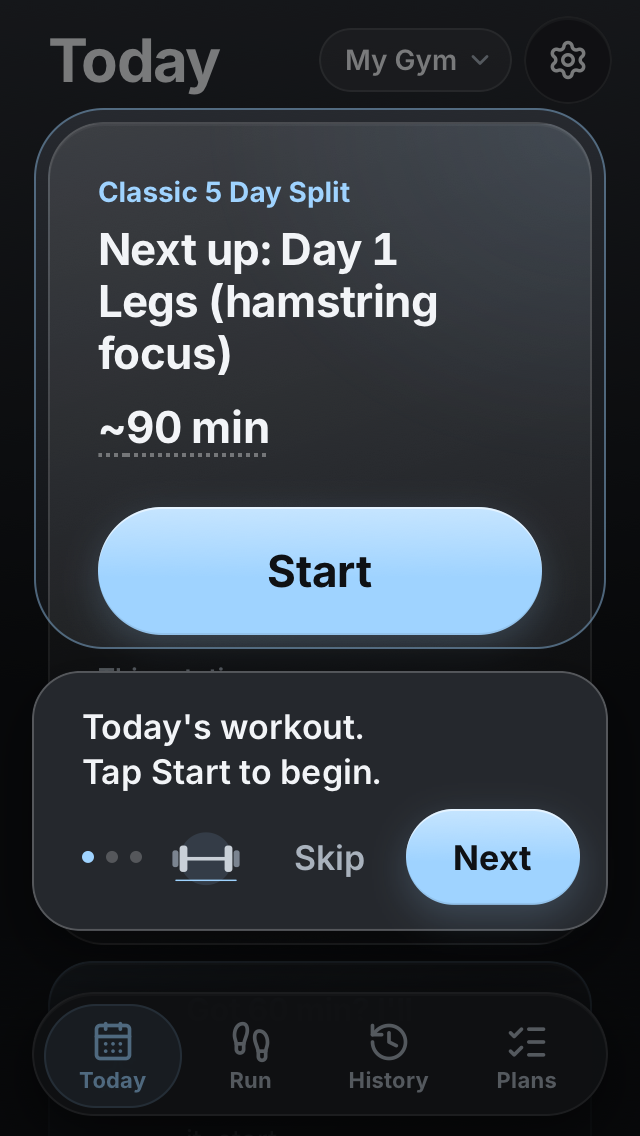 Today
My Gym
Classic 5 Day Split
Next up: Day 1
Legs (hamstring
focus)
~90 min
Start
Today's workout.
Tap Start to begin.
Skip
Next
Today
Run
History
Plans